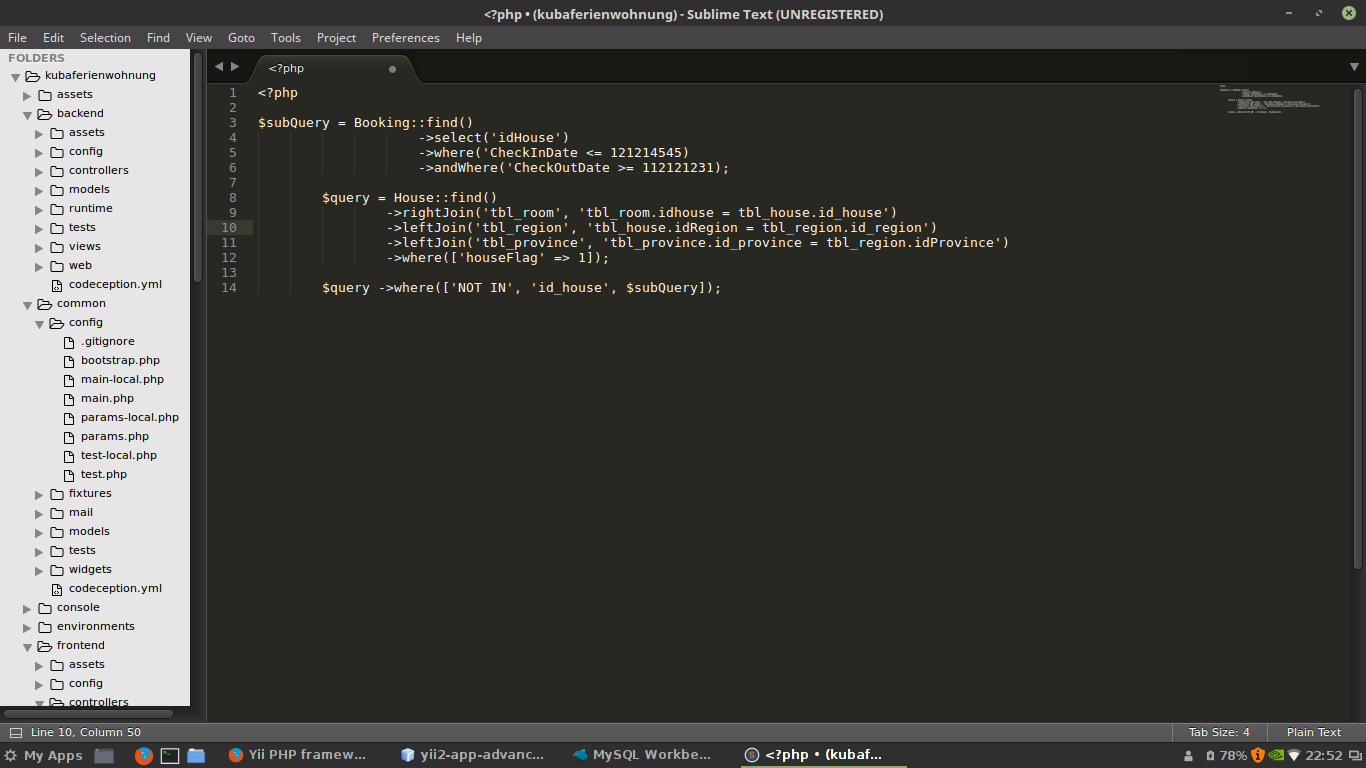 <?php • (kubaferienwohnung) - Sublime Text (UNREGISTERED)
File Edit Selection Find View Goto Tools Project Preferences Help
FOLDERS
kubaferienwohnung
assets
backend
assets
config
controllers
models
runtime
tests
views
web
codeception.yml
common
config
.gitignore
bootstrap.php
main-local.php
main.php
params-local.php
params.php
test-local.php
test.php
fixtures
mail
models
tests
widgets
codeception.yml
console
environments
frontend
assets
config
controllers
<?php
1 <?php
2
3 $subQuery = Booking::find()
4 ->select('idHouse')
5 ->where('CheckInDate <= 121214545)
6 ->andWhere('CheckOutDate >= 112121231);
7
8 $query = House::find()
9 ->rightJoin('tbl_room', 'tbl_room.idhouse = tbl_house.id_house')
10 ->leftJoin('tbl_region', 'tbl_house.idRegion = tbl_region.id_region')
11 ->leftJoin('tbl_province', 'tbl_province.id_province = tbl_region.idProvince')
12 ->where(['houseFlag' => 1]);
13
14 $query ->where(['NOT IN', 'id_house', $subQuery]);
Line 10, Column 50 Tab Size: 4 Plain Text
My Apps Yii PHP framew... yii2-app-advanc... MySQL Workbe... <?php • (kubaf... 78% 22:52